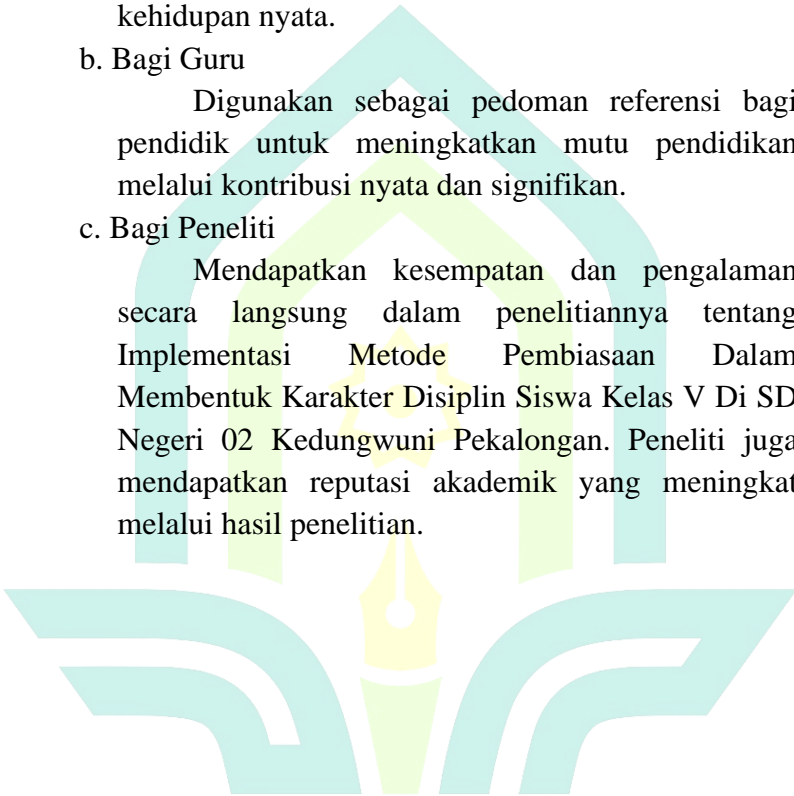 kehidupan nyata.
b. Bagi Guru
Digunakan sebagai pedoman referensi bagi
pendidik untuk meningkatkan mutu pendidikan
melalui kontribusi nyata dan signifikan.
c. Bagi Peneliti
Mendapatkan kesempatan dan pengalaman
secara langsung dalam penelitiannya tentang
Implementasi Metode Pembiasaan Dalam
Membentuk Karakter Disiplin Siswa Kelas V Di SD
Negeri 02 Kedungwuni Pekalongan. Peneliti juga
mendapatkan reputasi akademik yang meningkat
melalui hasil penelitian.